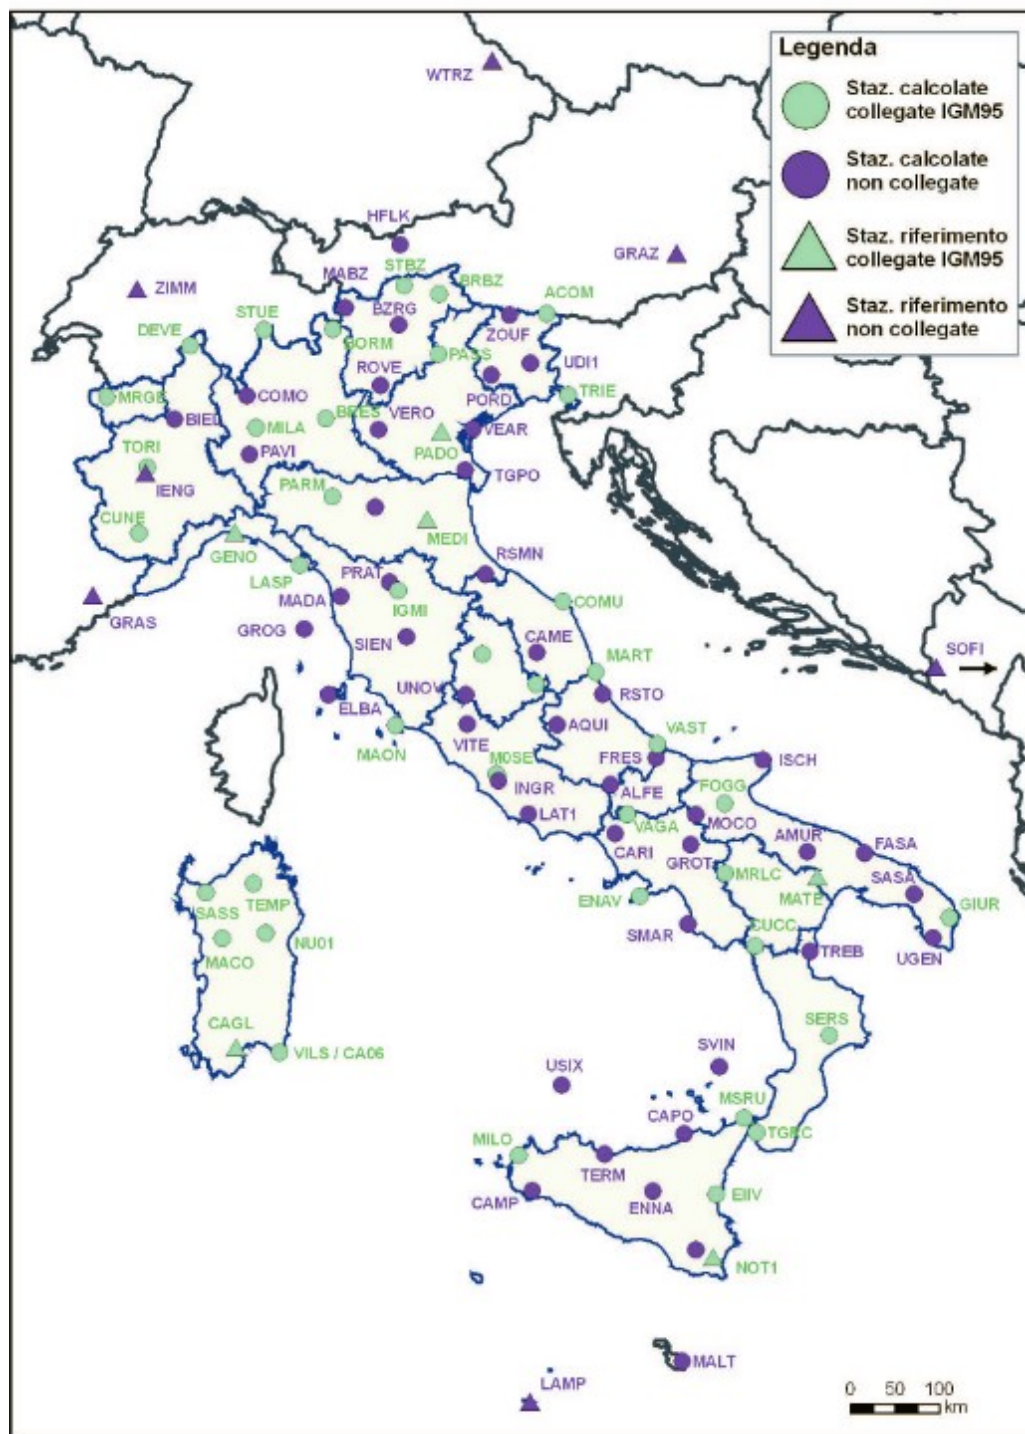 Legenda
Staz. calcolate
collegate IGM95
Staz. calcolate
non collegate
Staz. riferimento
collegate IGM95
Staz. riferimento
non collegate
WTRZ
HFLK
GRAZ
STBZ
MABZ
BRBZ
ZIMM
ACOM
STUE
BZRG
DEVE
BORM
ZOUF
PASS
UDI1
ROVE
MRGE
COMO
PORD
TRIE
BIEL
BRES
VERO
MILA
VEAR
TORI
PADO
PAVI
TGPO
IENG
PARM
CUNE
MEDI
GENO
RSMN
LASP
PRAT
MADA
IGMI
COMU
GRAS
GROG
SIEN
CAME
SOFI
MART
UNOV
RSTO
ELBA
AQUI
VAST
VITE
MAON
M0SE
FRES
ISCH
INGR
ALFE
FOGG
LAT1
VAGA
MOCO
CARI
AMUR
FASA
GROT
MRLC
SASA
MATE
SASS
TEMP
ENAV
GIUR
SMAR
CUCC
NU01
MACO
TREB
UGEN
CAGL
SERS
VILS / CA06
SVIN
USIX
MSRU
CAPO
TGRC
MILO
TERM
CAMP
ENNA
EIIV
NOT1
MALT
LAMP
0 50 100
km